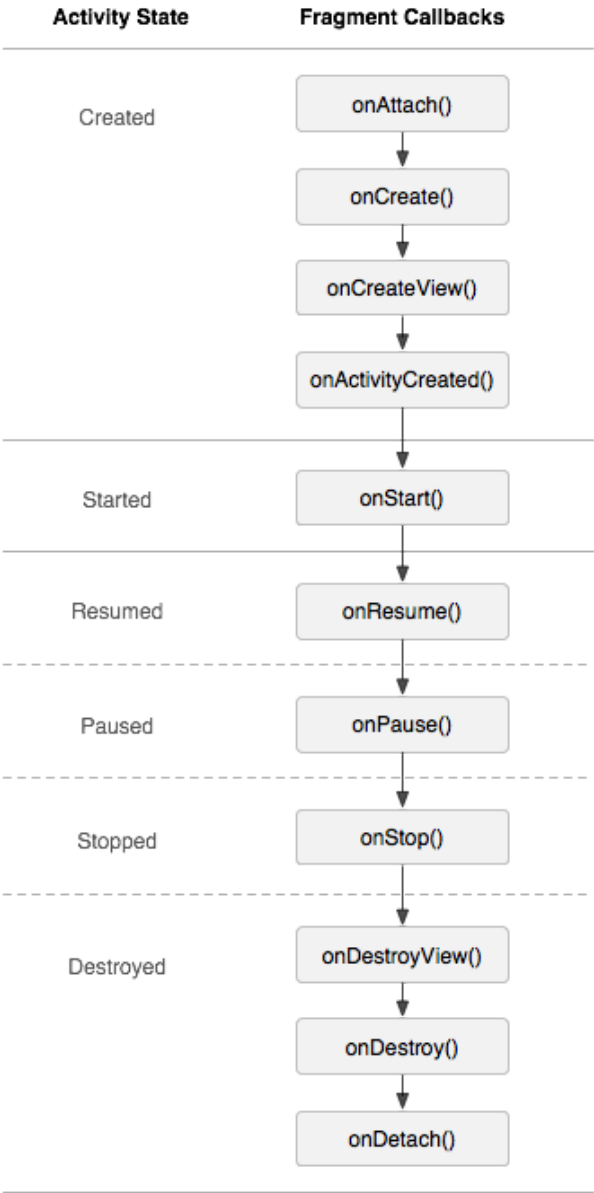 Activity State Fragment Callbacks
Created onAttach()
onCreate()
onCreateView()
onActivityCreated()
Started onStart()
Resumed onResume()
Paused onPause()
Stopped onStop()
Destroyed onDestroyView()
onDestroy()
onDetach()